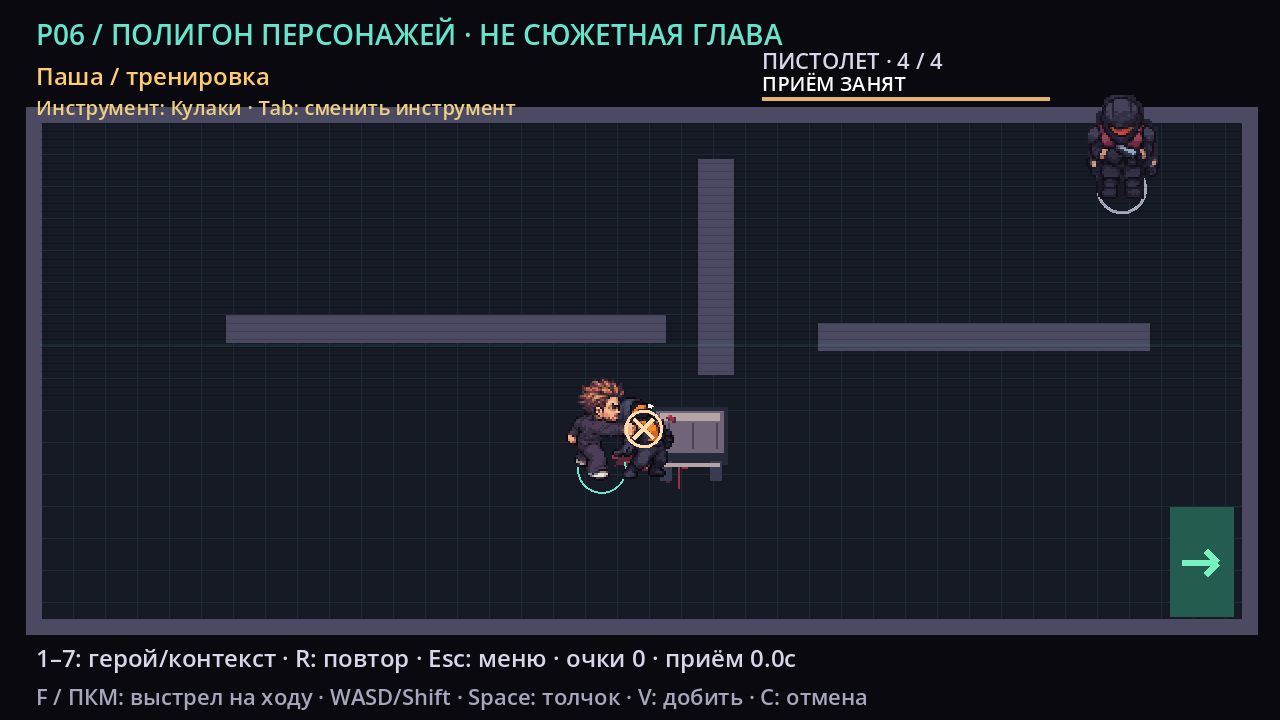 P06 / ПОЛИГОН ПЕРСОНАЖЕЙ · НЕ СЮЖЕТНАЯ ГЛАВА
ПИСТОЛЕТ · 4 / 4
Паша / тренировка
ПРИЁМ ЗАНЯТ
Инструмент: Кулаки · Tab: сменить инструмент
1–7: герой/контекст · R: повтор · Esc: меню · очки 0 · приём 0.0с
F / ПКМ: выстрел на ходу · WASD/Shift · Space: толчок · V: добить · C: отмена